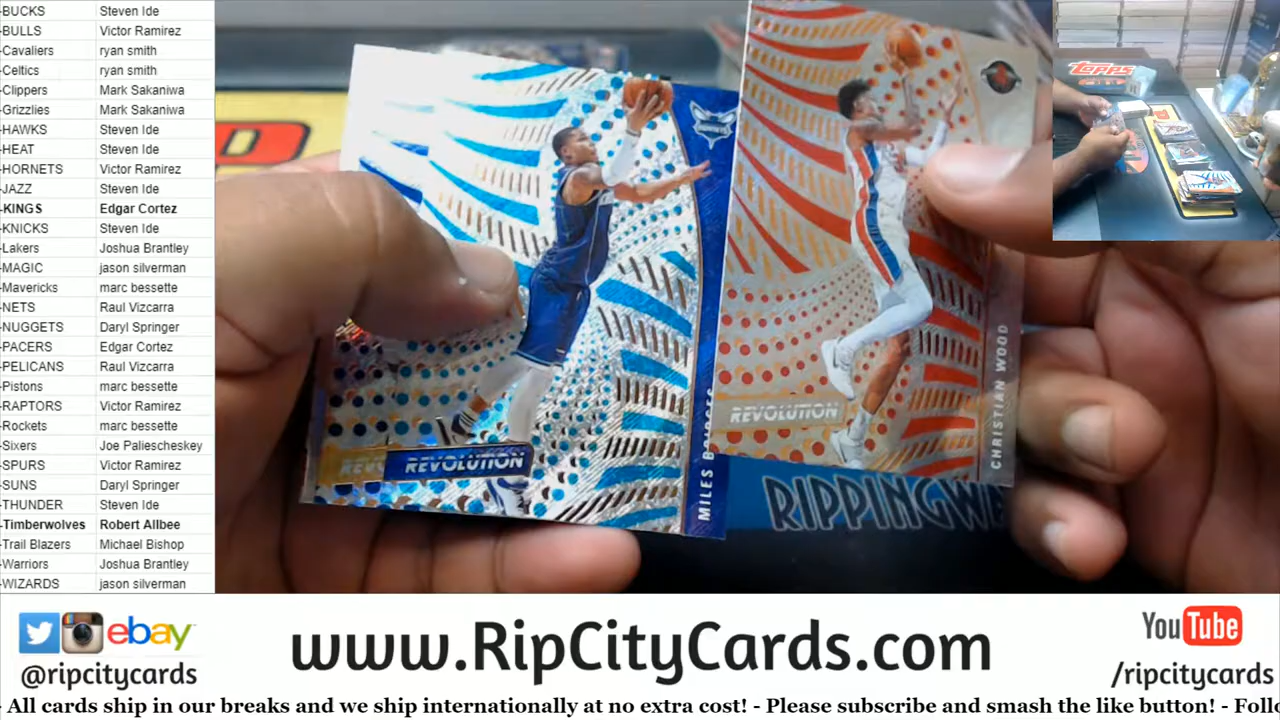 -BUCKS Steven Ide
-BULLS Victor Ramirez
-Cavaliers ryan smith
-Celtics ryan smith
-Clippers Mark Sakaniwa
-Grizzlies Mark Sakaniwa
-HAWKS Steven Ide
-HEAT Steven Ide
-HORNETS Victor Ramirez
-JAZZ Steven Ide
-KINGS Edgar Cortez
-KNICKS Steven Ide
-Lakers Joshua Brantley
-MAGIC jason silverman
-Mavericks marc bessette
-NETS Raul Vizcarra
-NUGGETS Daryl Springer
-PACERS Edgar Cortez
-PELICANS Raul Vizcarra
-Pistons marc bessette
-RAPTORS Victor Ramirez
-Rockets marc bessette
-Sixers Joe Paliescheskey
-SPURS Victor Ramirez
-SUNS Daryl Springer
-THUNDER Steven Ide
-Timberwolves Robert Allbee
-Trail Blazers Michael Bishop
-Warriors Joshua Brantley
-WIZARDS jason silverman
HORNETS
REVOLUTION
MILES BRIDGES
REVOLUTION
CHRISTIAN WOOD
RIPPINGW
Topps
ebay
@ripcitycards
www.RipCityCards.com
YouTube
/ripcitycards
- All cards ship in our breaks and we ship internationally at no extra cost! - Please subscribe and smash the like button! - Follo